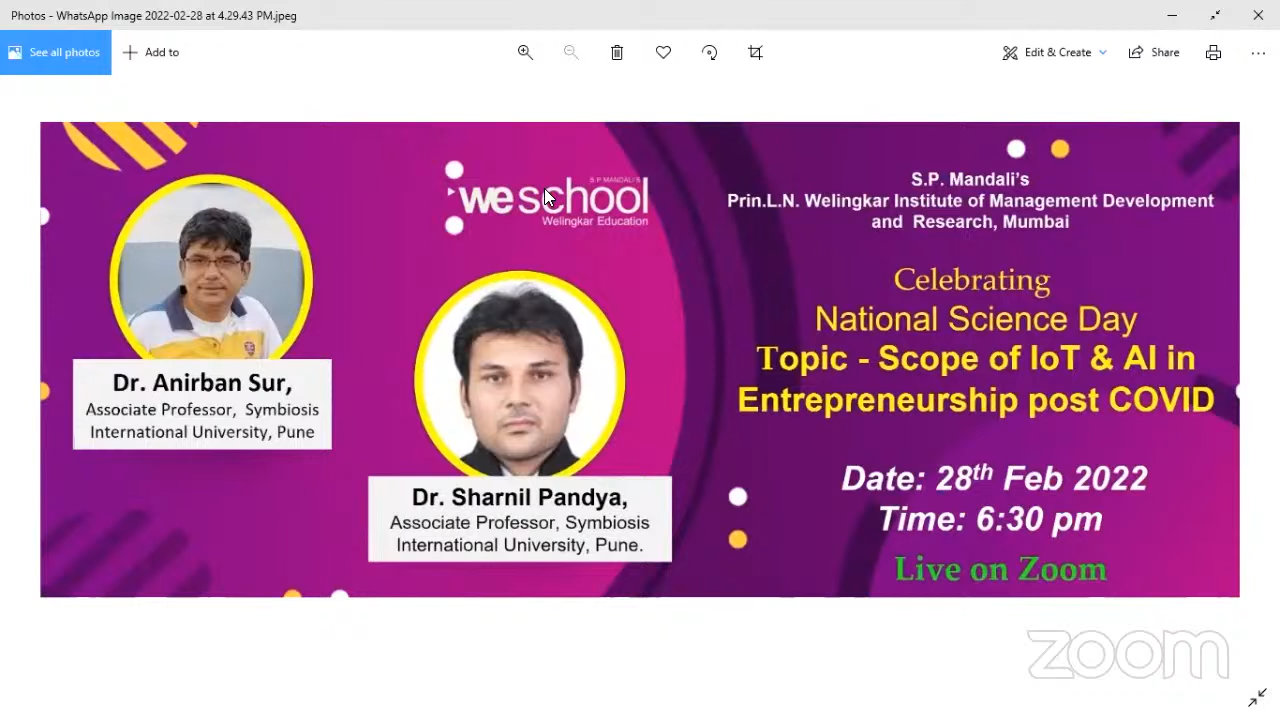 Photos - WhatsApp Image 2022-02-28 at 4.29.43 PM.jpeg
See all photos
Add to
Edit & Create
Share
S.P. MANDALI'S
we school
Welingkar Education
Dr. Anirban Sur,
Associate Professor, Symbiosis
International University, Pune
Dr. Sharnil Pandya,
Associate Professor, Symbiosis
International University, Pune.
S.P. Mandali's
Prin.L.N. Welingkar Institute of Management Development
and Research, Mumbai
Celebrating
National Science Day
Topic - Scope of IoT & AI in
Entrepreneurship post COVID
Date: 28th Feb 2022
Time: 6:30 pm
Live on Zoom
zoom